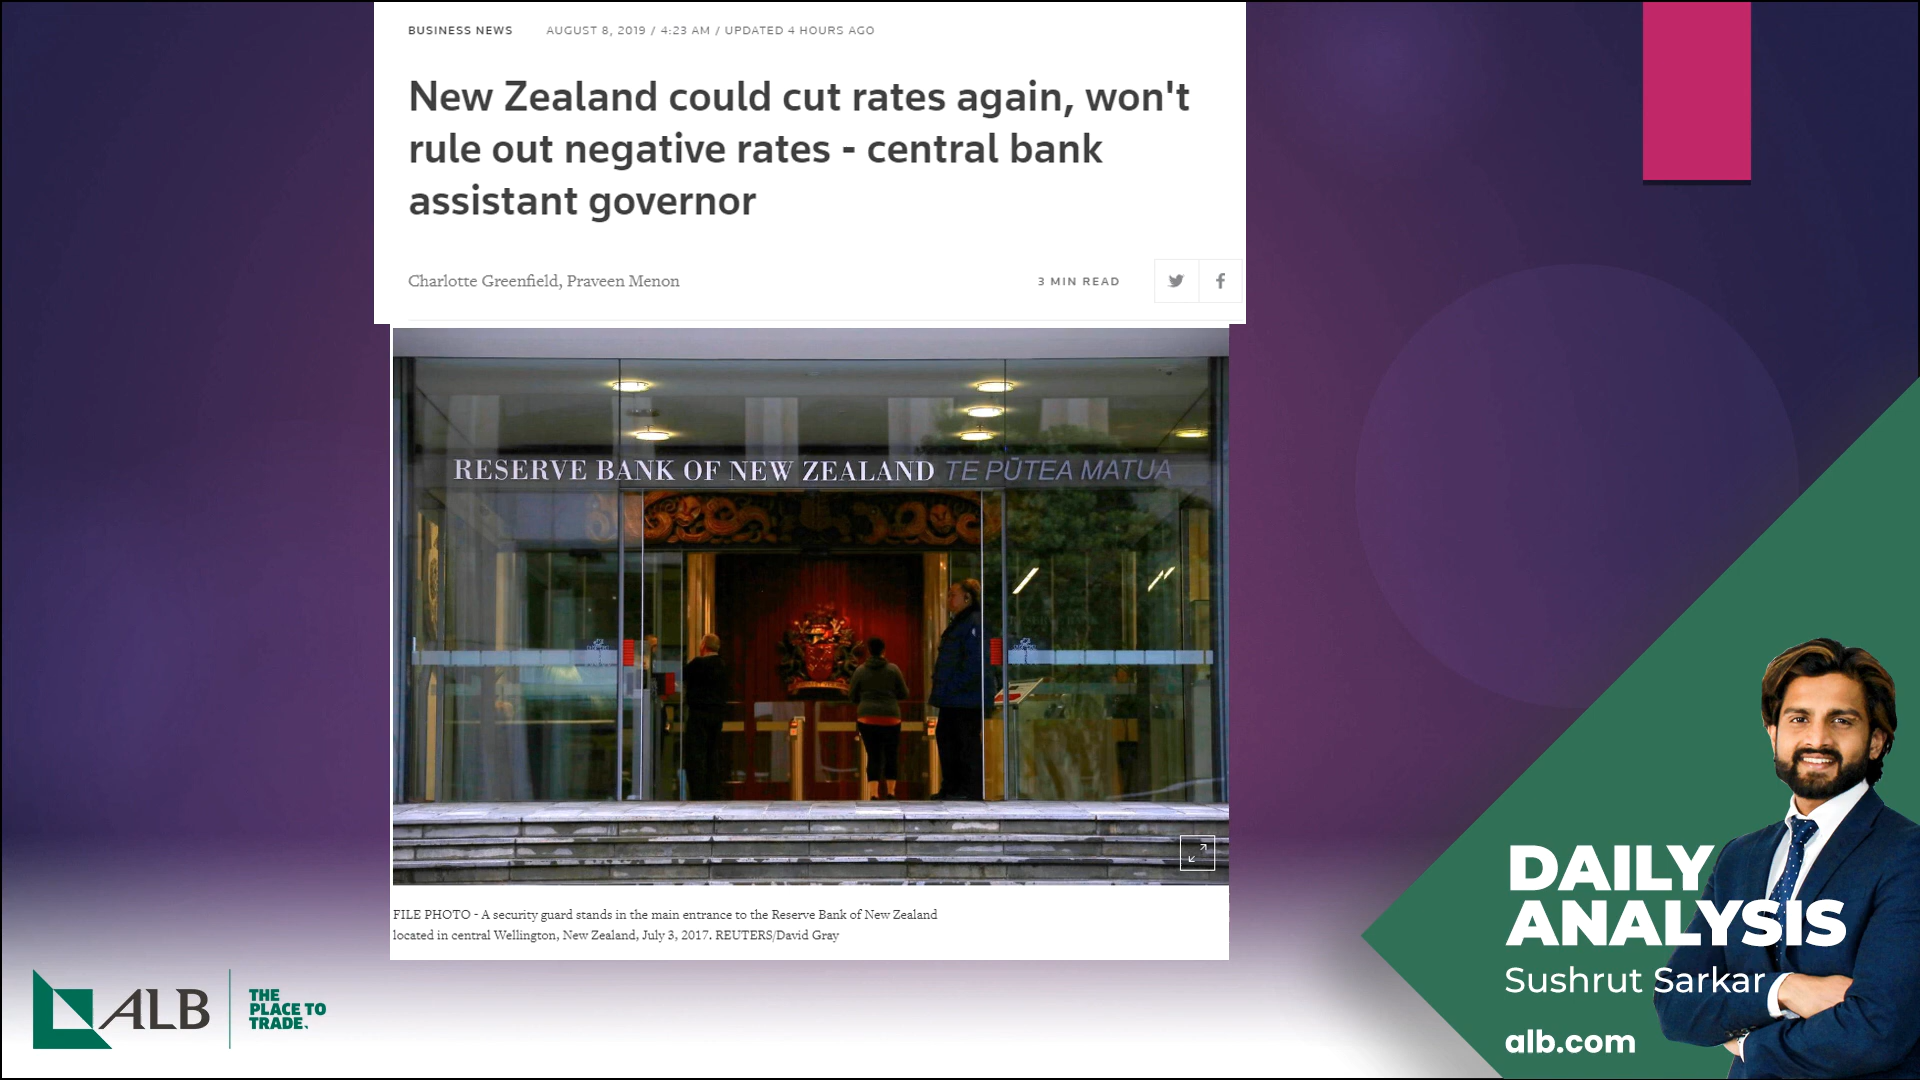 BUSINESS NEWS AUGUST 8, 2019 / 4:23 AM / UPDATED 4 HOURS AGO
New Zealand could cut rates again, won't
rule out negative rates - central bank
assistant governor
Charlotte Greenfield, Praveen Menon 3 MIN READ
RESERVE BANK OF NEW ZEALAND TE PŪTEA MATUA
FILE PHOTO - A security guard stands in the main entrance to the Reserve Bank of New Zealand
located in central Wellington, New Zealand, July 3, 2017. REUTERS/David Gray
ALB
THE
PLACE TO
TRADE.
DAILY
ANALYSIS
Sushrut Sarkar
alb.com